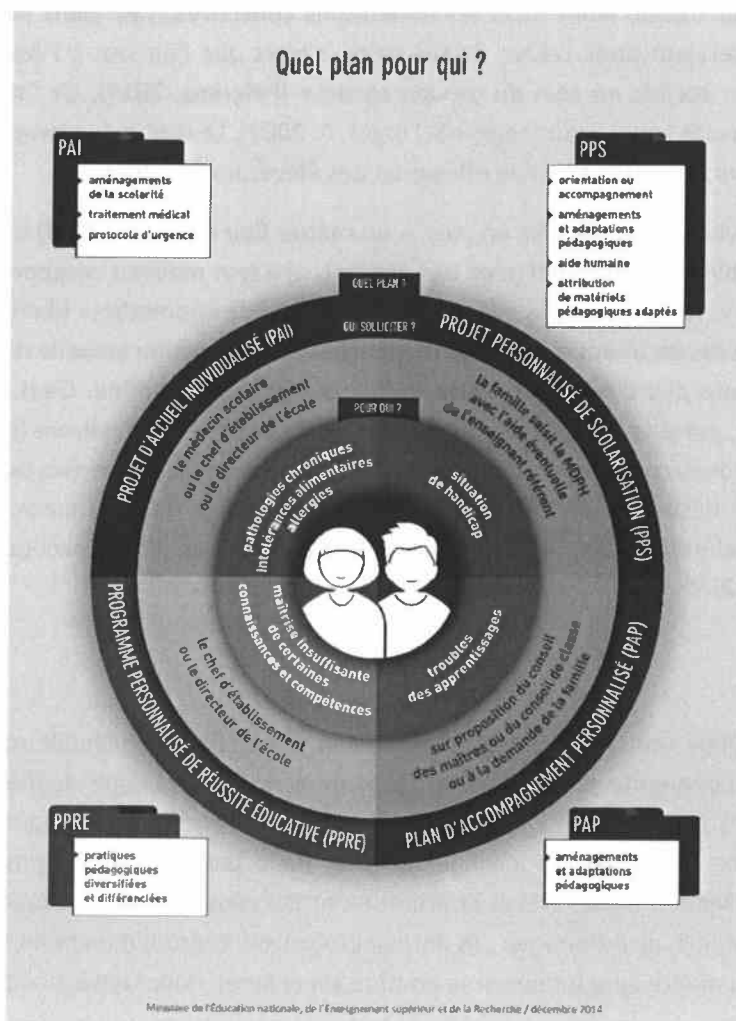 Quel plan pour qui ?
PAI
aménagements
de la scolarité
traitement médical
protocole d'urgence
PPS
orientation ou
accompagnement
aménagements
et adaptations
pédagogiques
aide humaine
attribution
de matériels
pédagogiques adaptés
QUEL PLAN ?
QUI SOLLICITER ?
POUR QUI ?
PROJET D'ACCUEIL INDIVIDUALISÉ (PAI)
le médecin scolaire
ou le chef d'établissement
ou le directeur de l'école
pathologies chroniques
intolérances alimentaires
allergies
PROJET PERSONNALISÉ DE SCOLARISATION (PPS)
La famille saisit la MDPH
avec l'aide éventuelle
de l'enseignant référent
situation
de handicap
PROGRAMME PERSONNALISÉ DE RÉUSSITE ÉDUCATIVE (PPRE)
le chef d'établissement
ou le directeur de l'école
maîtrise insuffisante
de certaines
connaissances et compétences
PLAN D'ACCOMPAGNEMENT PERSONNALISÉ (PAP)
sur proposition du conseil
des maîtres ou du conseil de classe
ou à la demande de la famille
troubles
des apprentissages
PPRE
pratiques
pédagogiques
diversifiées
et différenciées
PAP
aménagements
et adaptations
pédagogiques
Ministère de l'Éducation nationale, de l'Enseignement supérieur et de la Recherche / décembre 2014